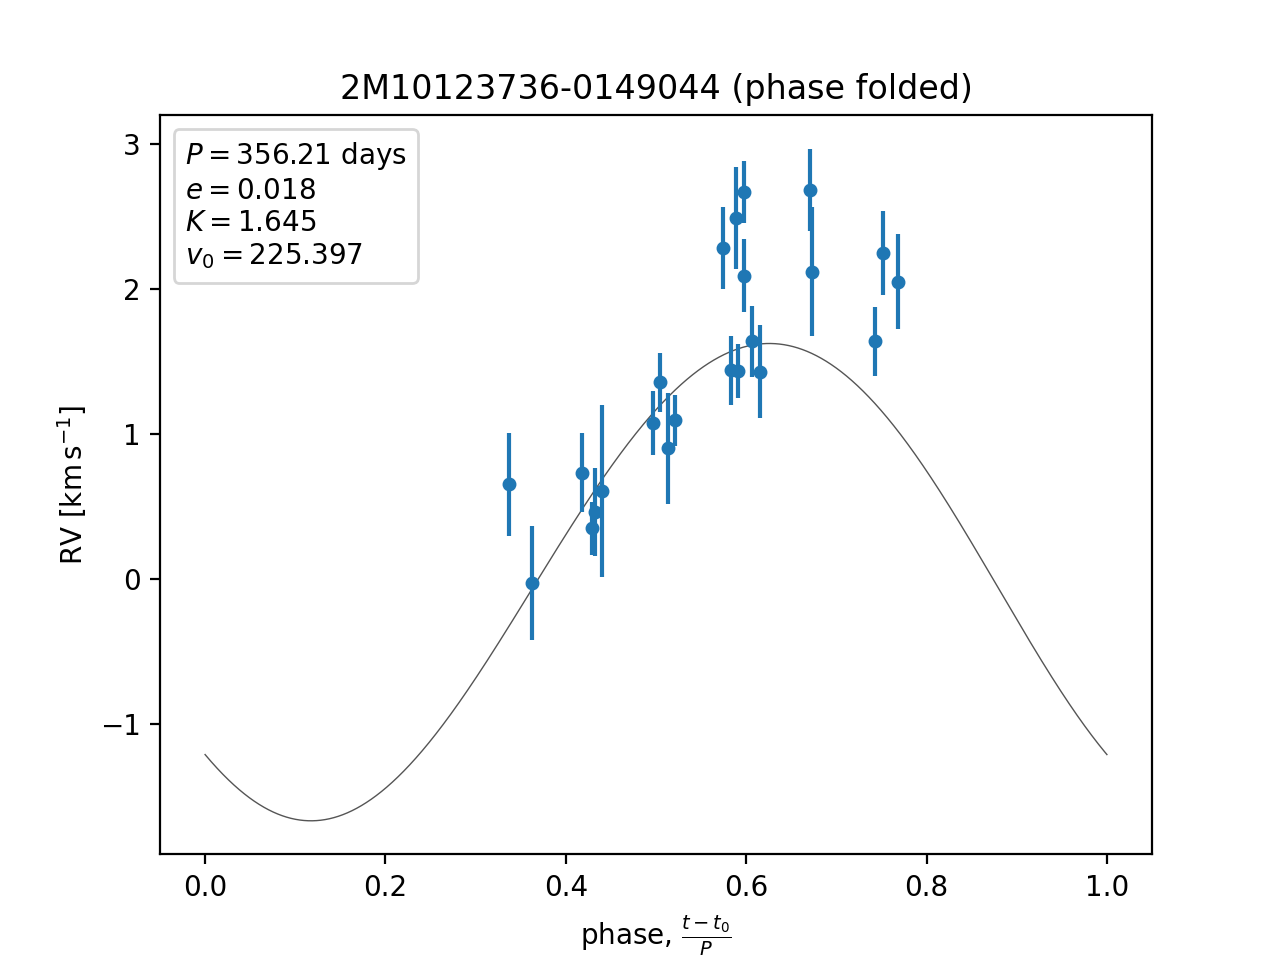 2M10123736-0149044 (phase folded)
P = 356.21 days
e = 0.018
K = 1.645
v₀ = 225.397
3
2
1
0
−1
RV [km s⁻¹]
0.0 0.2 0.4 0.6 0.8 1.0
phase, (t − t₀)/P